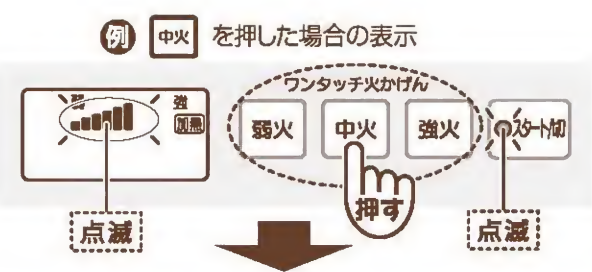 例 中火 を押した場合の表示
ワンタッチ火かげん
弱 強
加熱
弱火 中火 強火 スタート/切
押す
点滅 点滅